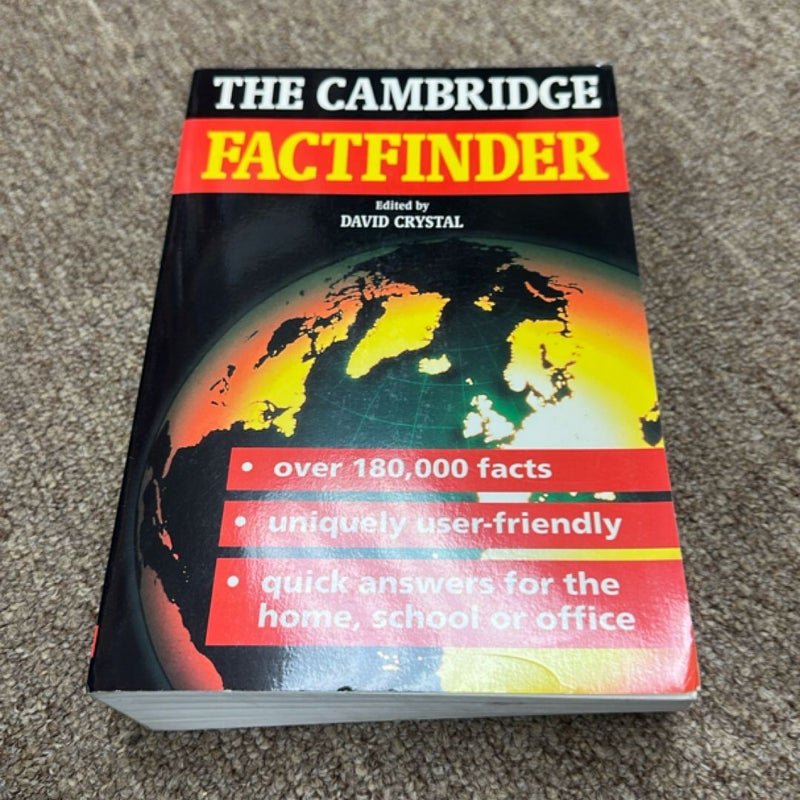 THE CAMBRIDGE
FACTFINDER
Edited by
DAVID CRYSTAL
• over 180,000 facts
• uniquely user-friendly
• quick answers for the
home, school or office